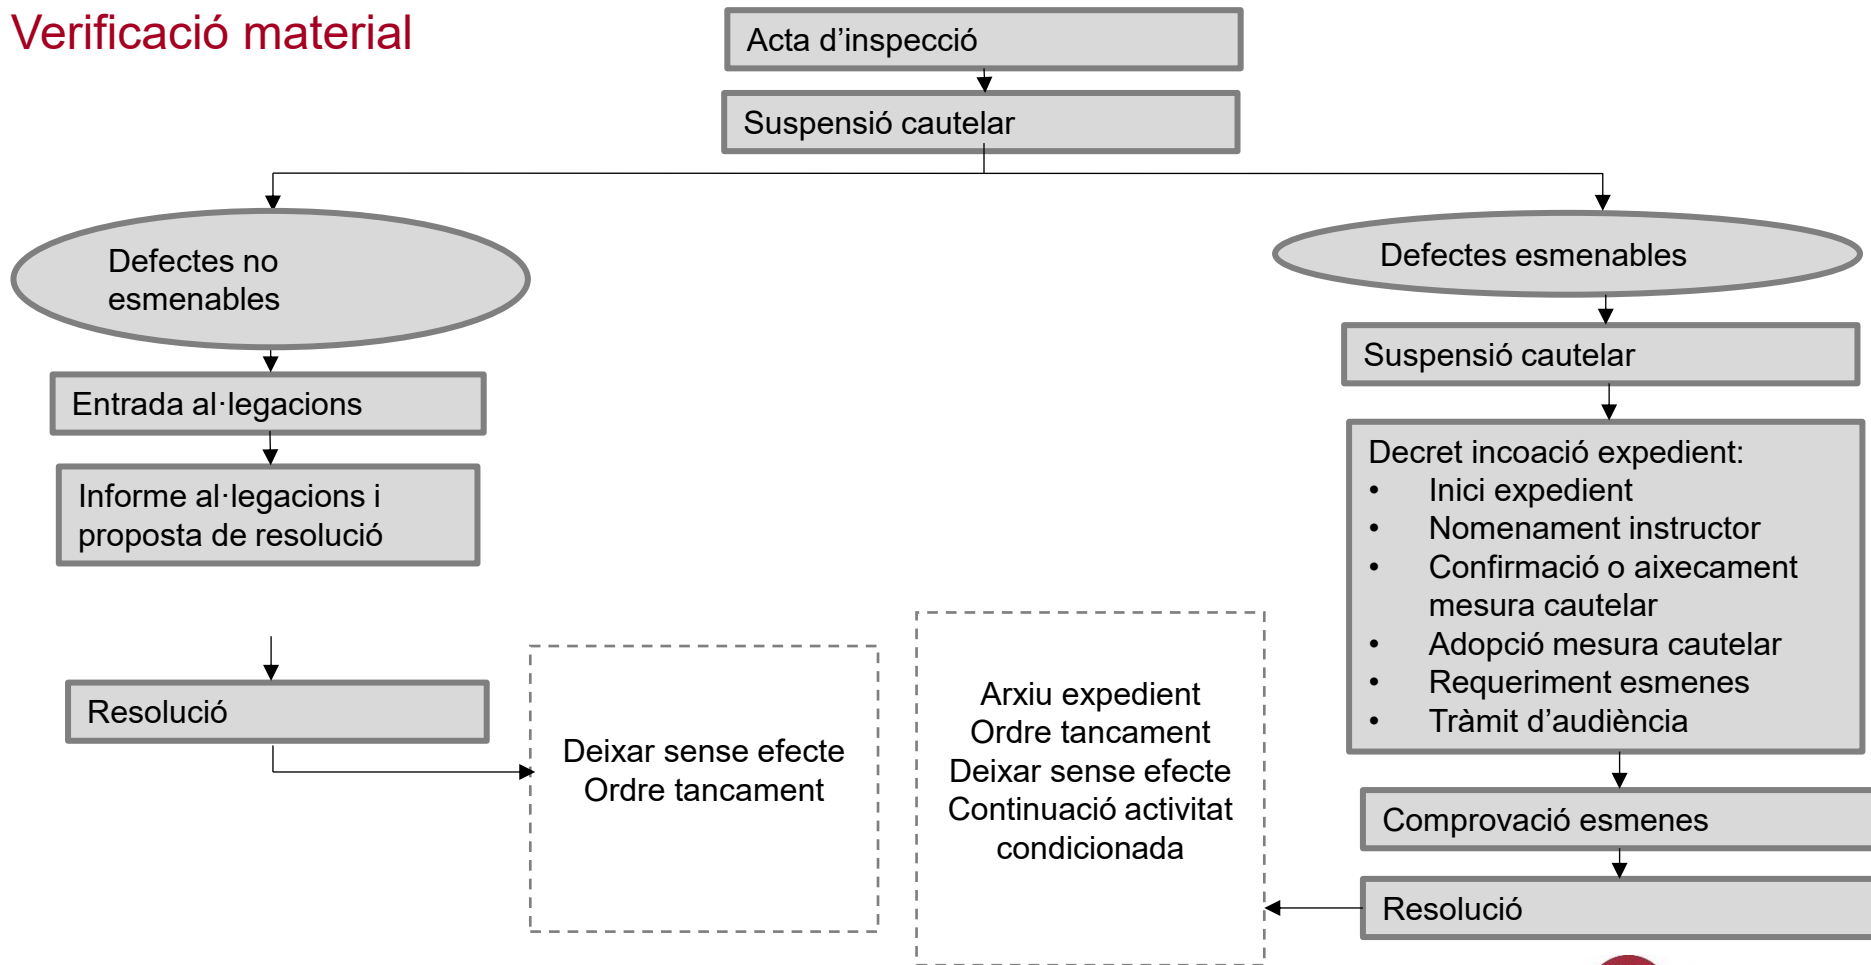 Verificació material
Acta d’inspecció
Suspensió cautelar
Defectes no
esmenables
Entrada al·legacions
Informe al·legacions i
proposta de resolució
Resolució
Deixar sense efecte
Ordre tancament
Defectes esmenables
Suspensió cautelar
Decret incoació expedient:
• Inici expedient
• Nomenament instructor
• Confirmació o aixecament
mesura cautelar
• Adopció mesura cautelar
• Requeriment esmenes
• Tràmit d’audiència
Comprovació esmenes
Resolució
Arxiu expedient
Ordre tancament
Deixar sense efecte
Continuació activitat
condicionada